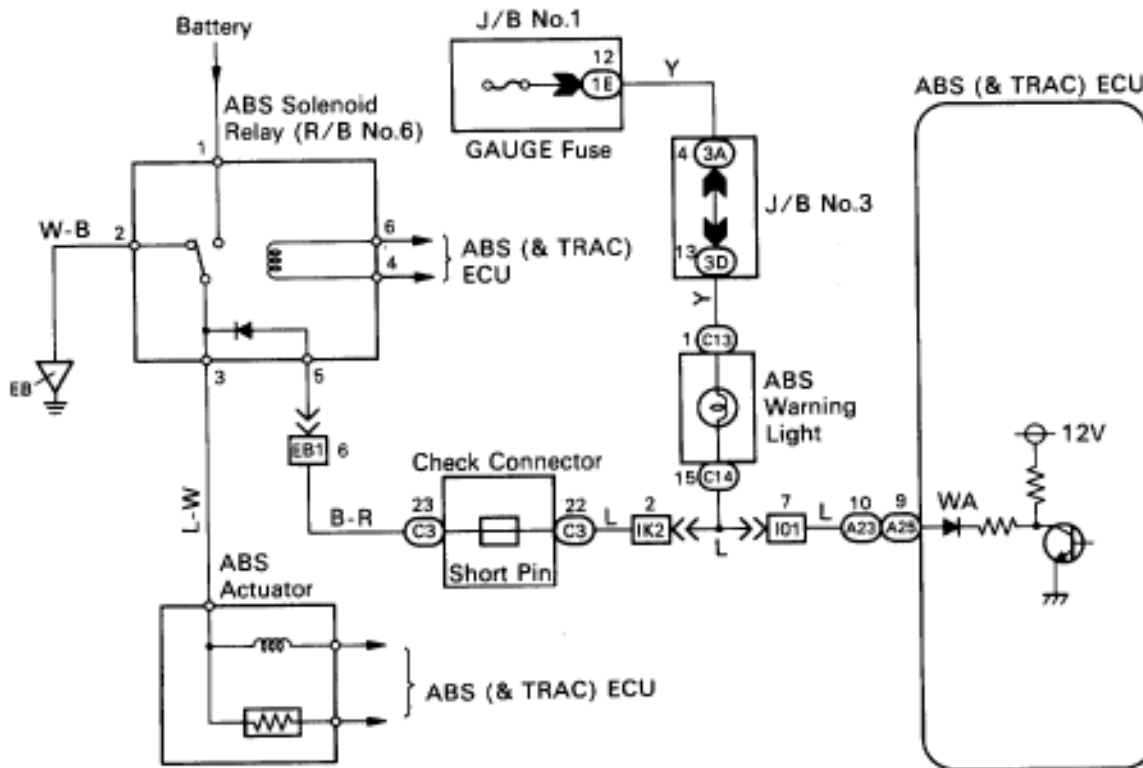 Battery
J/B No.1
12
1E
Y
GAUGE Fuse
ABS (& TRAC) ECU
ABS Solenoid
Relay (R/B No.6)
1
4
3A
J/B No.3
13
3D
Y
W-B
2
6
4
ABS (& TRAC)
ECU
EB
3
5
1
C13
ABS
Warning
Light
15
C14
12V
EB1
6
Check Connector
L-W
B-R
23
C3
22
C3
Short Pin
L
2
IK2
L
7
I01
L
10
A23
9
WA
ABS
Actuator
ABS (& TRAC) ECU